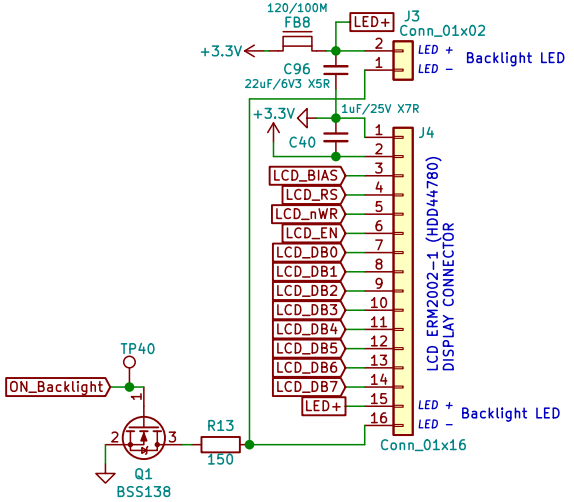 120/100M
FB8
LED+
J3
Conn_01x02
+3.3V
2
LED +
Backlight LED
1
LED -
C96
22uF/6V3 X5R
1uF/25V X7R
+3.3V
C40
J4
1
2
LCD_BIAS 3
LCD_RS 4
LCD_nWR 5
LCD_EN 6
LCD_DB0 7
LCD_DB1 8
LCD_DB2 9
LCD_DB3 10
LCD_DB4 11
LCD_DB5 12
LCD_DB6 13
LCD_DB7 14
LED+ 15 LED +
16 LED -
Backlight LED
LCD ERM2002-1 (HDD44780)
DISPLAY CONNECTOR
Conn_01x16
TP40
ON_Backlight
1
2
3
R13
150
Q1
BSS138